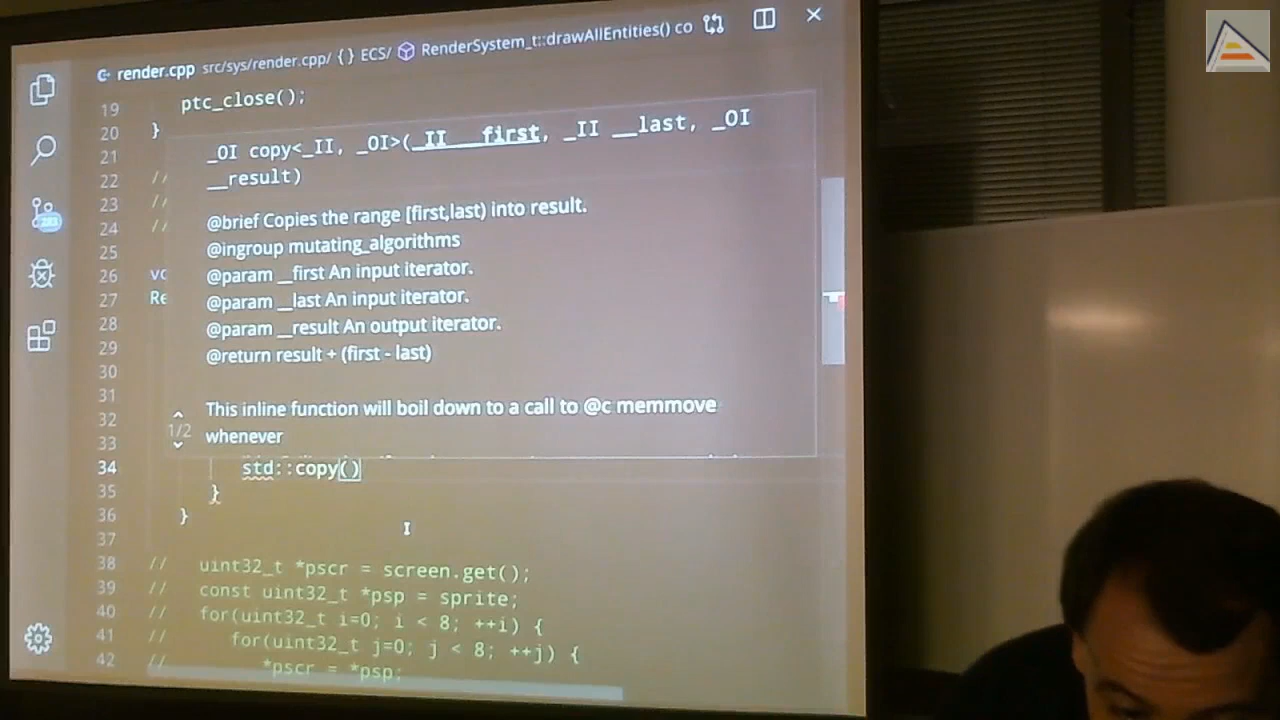 render.cpp src/sys/render.cpp/ { } ECS/ RenderSystem_t::drawAllEntities() co
19 ptc_close();
20 }
21
22 //
23 //
24 //
25
26 vo
27 Re
28
29
30
31
32
33
_OI copy<_II, _OI>(_II __first, _II __last, _OI
__result)
@brief Copies the range [first,last) into result.
@ingroup mutating_algorithms
@param __first An input iterator.
@param __last An input iterator.
@param __result An output iterator.
@return result + (first - last)
This inline function will boil down to a call to @c memmove
1/2
whenever
34 std::copy()
35 }
36 }
37
38 // uint32_t *pscr = screen.get();
39 // const uint32_t *psp = sprite;
40 // for(uint32_t i=0; i < 8; ++i) {
41 // for(uint32_t j=0; j < 8; ++j) {
42 // *pscr = *psp;